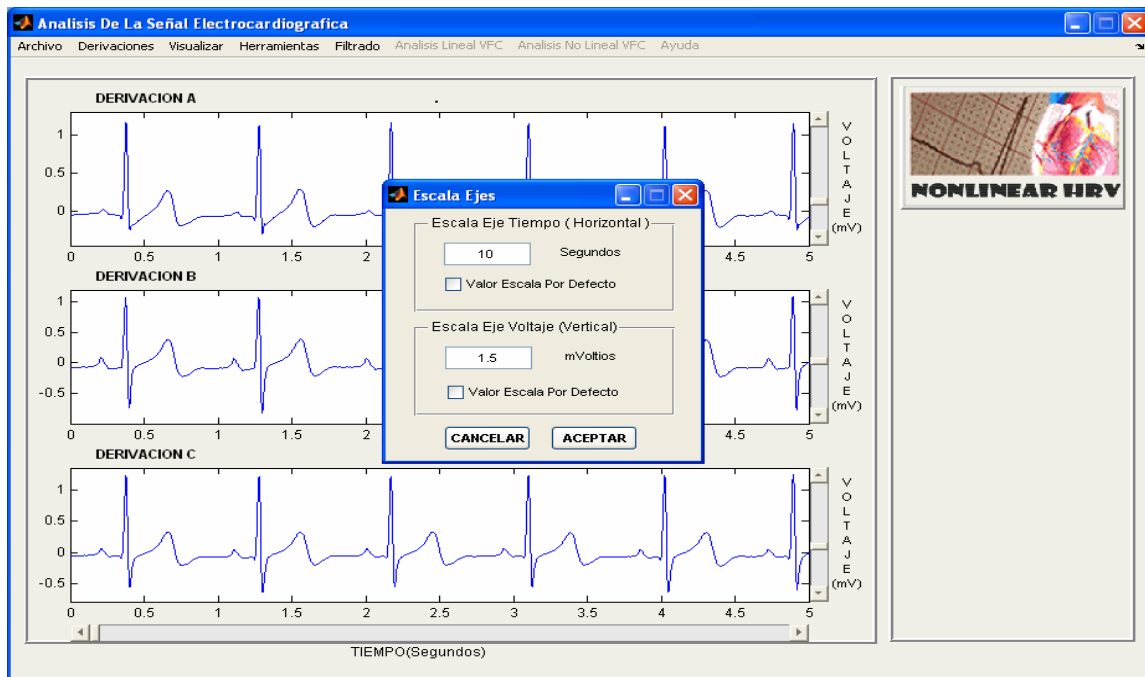 Analisis De La Señal Electrocardiografica
Archivo Derivaciones Visualizar Herramientas Filtrado Analisis Lineal VFC Analisis No Lineal VFC Ayuda
DERIVACION A
1
0.5
0
0 0.5 1 1.5 2 4.5 5
VOLTAJE
(mV)
DERIVACION B
1
0.5
0
-0.5
0 0.5 1 1.5 2 4.5 5
VOLTAJE
(mV)
DERIVACION C
1
0.5
0
-0.5
0 0.5 1 1.5 2 2.5 3 3.5 4 4.5 5
VOLTAJE
(mV)
TIEMPO(Segundos)
Escala Ejes
Escala Eje Tiempo ( Horizontal )
10 Segundos
Valor Escala Por Defecto
Escala Eje Voltaje (Vertical)
1.5 mVoltios
Valor Escala Por Defecto
CANCELAR ACEPTAR
NONLINEAR HRV